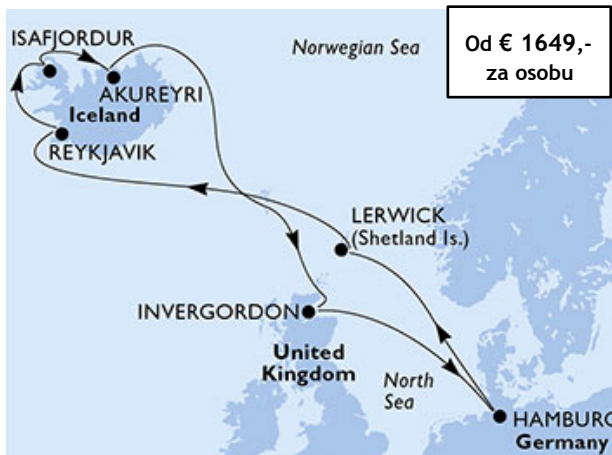 ISAFJORDUR
Norwegian Sea
Od € 1649,-
za osobu
AKUREYRI
Iceland
REYKJAVIK
LERWICK
(Shetland Is.)
INVERGORDON
United
Kingdom
North
Sea
HAMBURG
Germany